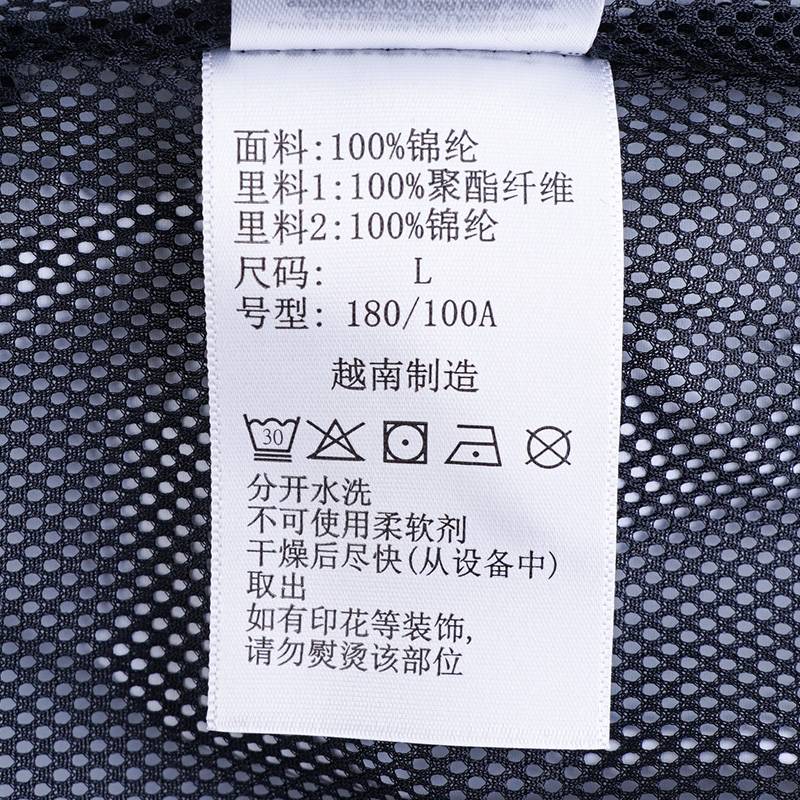 面料:100%锦纶
里料1:100%聚酯纤维
里料2:100%锦纶
尺码: L
号型: 180/100A
越南制造
30
分开水洗
不可使用柔软剂
干燥后尽快(从设备中)
取出
如有印花等装饰,
请勿熨烫该部位